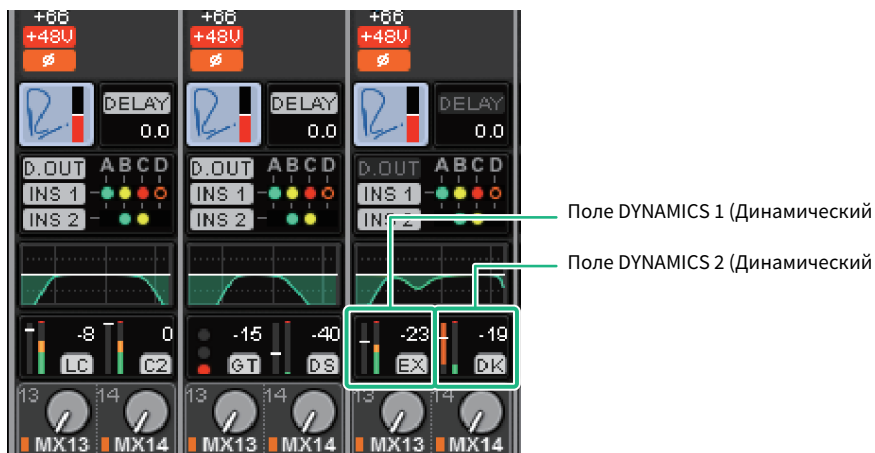 +66 +66 +66
+48V +48V +48V
ø ø ø
DELAY DELAY DELAY
0.0 0.0 0.0
D.OUT A B C D D.OUT A B C D D.OUT A B C D
INS 1 INS 1 INS 1
INS 2 INS 2 INS 2
Поле DYNAMICS 1 (Динамический
Поле DYNAMICS 2 (Динамический
-8 0 -15 -40 -23 -19
LC C2 GT DS EX DK
13 14 13 14 13 14
MX13 MX14 MX13 MX14 MX13 MX14